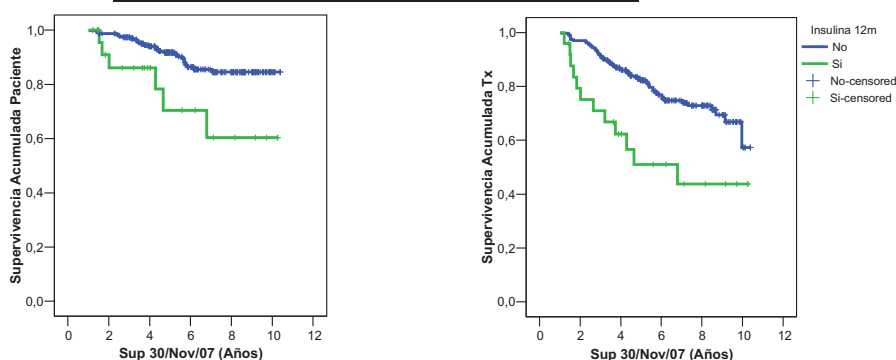 Supervivencia Acumulada Paciente
1,0
0,8
0,6
0,4
0,2
0,0
0 2 4 6 8 10 12
Sup 30/Nov/07 (Años)
Supervivencia Acumulada Tx
1,0
0,8
0,6
0,4
0,2
0,0
0 2 4 6 8 10 12
Sup 30/Nov/07 (Años)
Insulina 12m
No
Si
No-censored
Si-censored